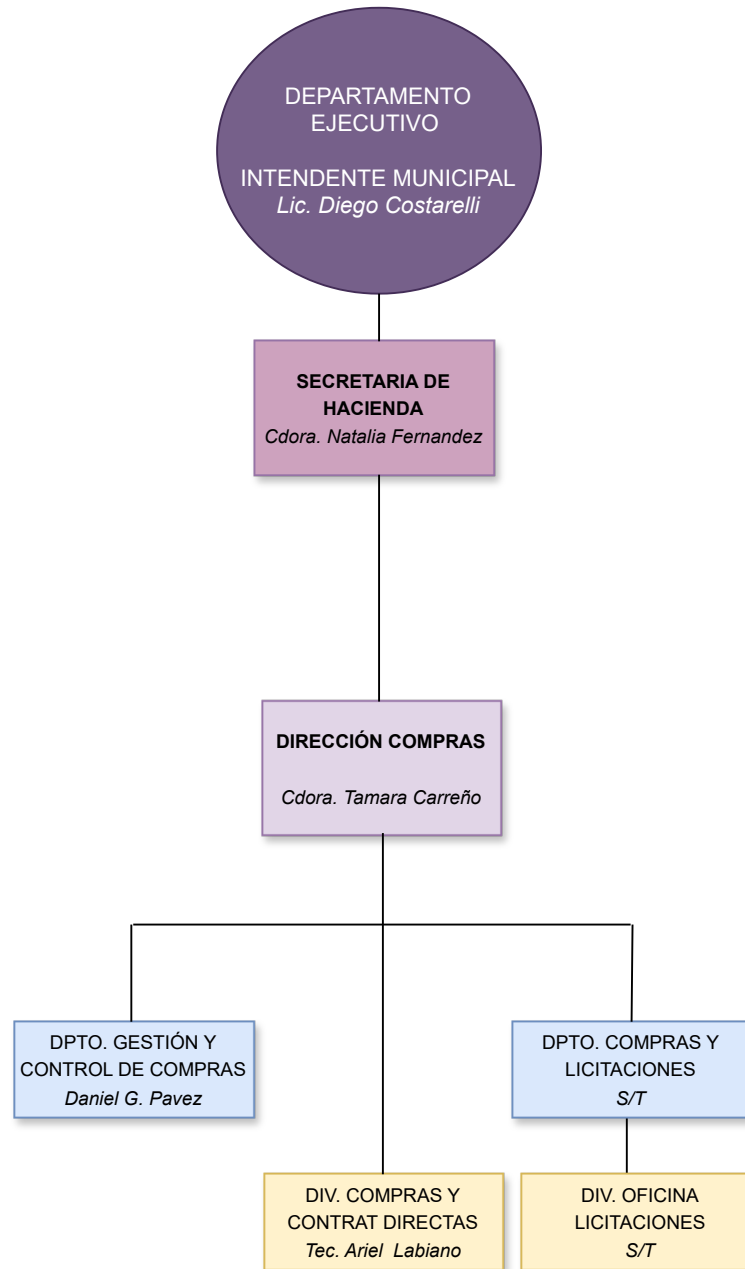 DEPARTAMENTO
EJECUTIVO
INTENDENTE MUNICIPAL
Lic. Diego Costarelli
SECRETARIA DE
HACIENDA
Cdora. Natalia Fernandez
DIRECCIÓN COMPRAS
Cdora. Tamara Carreño
DPTO. GESTIÓN Y
CONTROL DE COMPRAS
Daniel G. Pavez
DPTO. COMPRAS Y
LICITACIONES
S/T
DIV. COMPRAS Y
CONTRAT DIRECTAS
Tec. Ariel Labiano
DIV. OFICINA
LICITACIONES
S/T